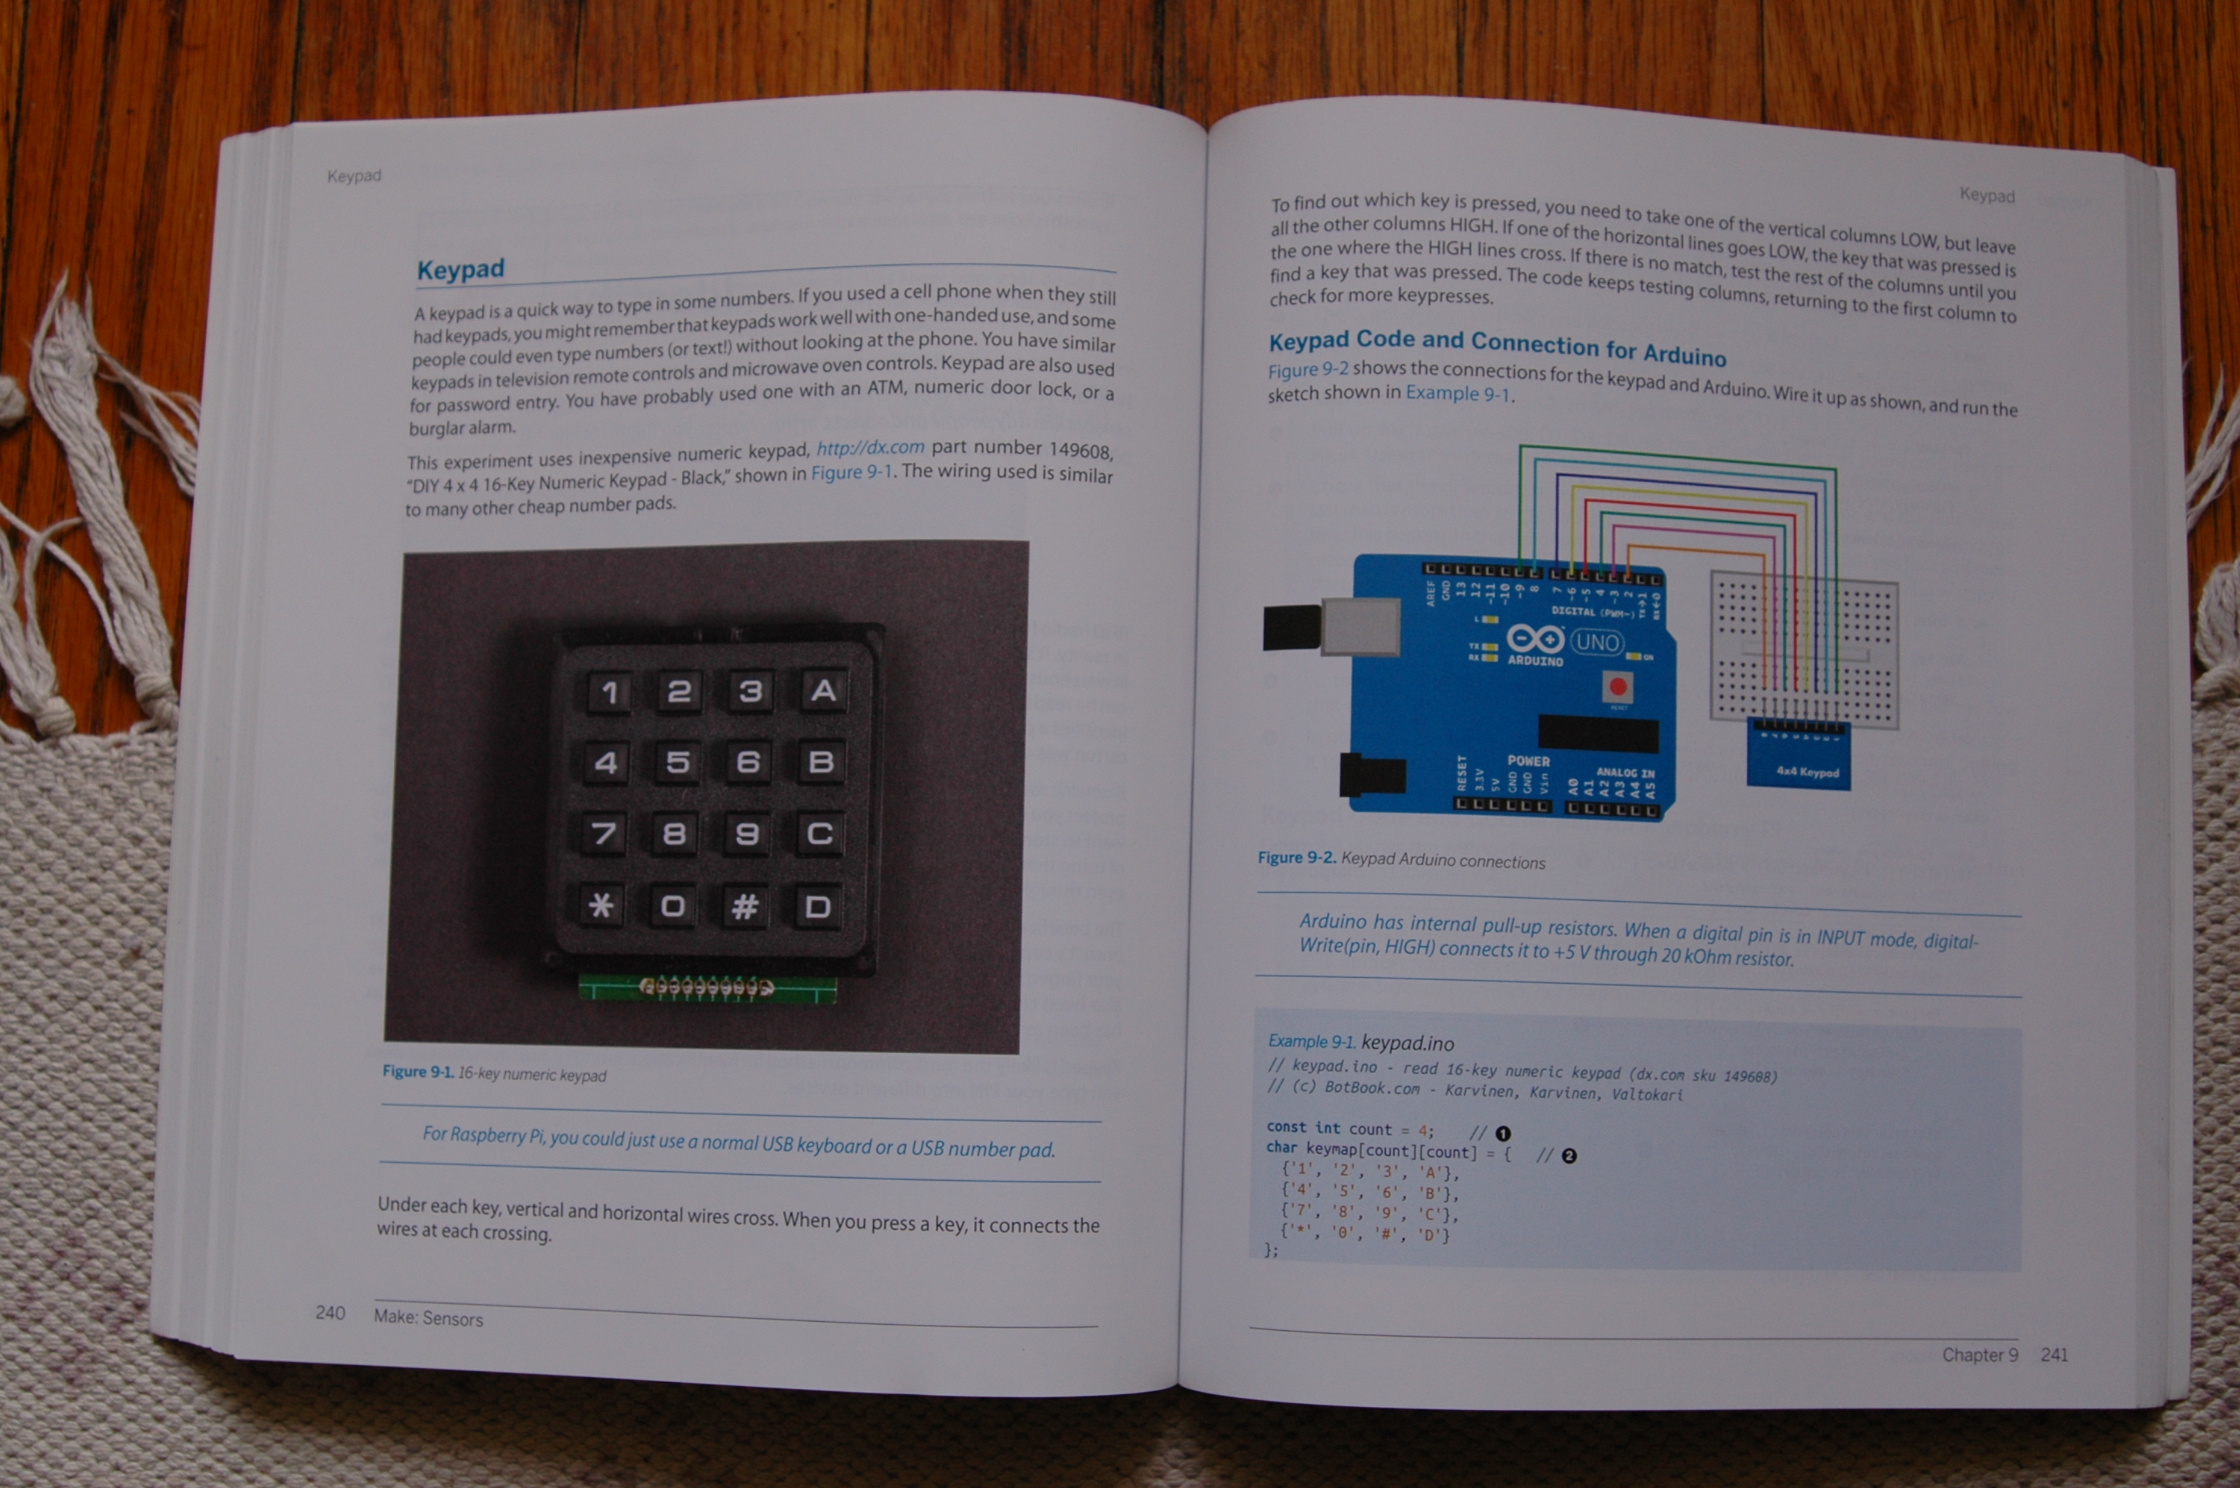 Keypad
Keypad
A keypad is a quick way to type in some numbers. If you used a cell phone when they still
had keypads, you might remember that keypads work well with one-handed use, and some
people could even type numbers (or text!) without looking at the phone. You have similar
keypads in television remote controls and microwave oven controls. Keypad are also used
for password entry. You have probably used one with an ATM, numeric door lock, or a
burglar alarm.
This experiment uses inexpensive numeric keypad, http://dx.com part number 149608,
“DIY 4 x 4 16-Key Numeric Keypad - Black,” shown in Figure 9-1. The wiring used is similar
to many other cheap number pads.
1 2 3 A
4 5 6 B
7 8 9 C
* 0 # D
Figure 9-1. 16-key numeric keypad
For Raspberry Pi, you could just use a normal USB keyboard or a USB number pad.
Under each key, vertical and horizontal wires cross. When you press a key, it connects the
wires at each crossing.
240 Make: Sensors
Keypad
To find out which key is pressed, you need to take one of the vertical columns LOW, but leave
all the other columns HIGH. If one of the horizontal lines goes LOW, the key that was pressed is
the one where the HIGH lines cross. If there is no match, test the rest of the columns until you
find a key that was pressed. The code keeps testing columns, returning to the first column to
check for more keypresses.
Keypad Code and Connection for Arduino
Figure 9-2 shows the connections for the keypad and Arduino. Wire it up as shown, and run the
sketch shown in Example 9-1.
AREF
GND
13
12
~11
~10
~9
8
7
~6
~5
4
~3
2
TX→1
RX←0
DIGITAL (PWM~)
L
TX
RX
ARDUINO
UNO
ON
RESET
RESET
3.3V
5V
GND
GND
Vin
POWER
A0
A1
A2
A3
A4
A5
ANALOG IN
4x4 Keypad
Figure 9-2. Keypad Arduino connections
Arduino has internal pull-up resistors. When a digital pin is in INPUT mode, digital-
Write(pin, HIGH) connects it to +5 V through 20 kOhm resistor.
Example 9-1. keypad.ino
// keypad.ino - read 16-key numeric keypad (dx.com sku 149608)
// (c) BotBook.com - Karvinen, Karvinen, Valtokari
const int count = 4; // ❶
char keymap[count][count] = { // ❷
{'1', '2', '3', 'A'},
{'4', '5', '6', 'B'},
{'7', '8', '9', 'C'},
{'*', '0', '#', 'D'}
};
Chapter 9 241